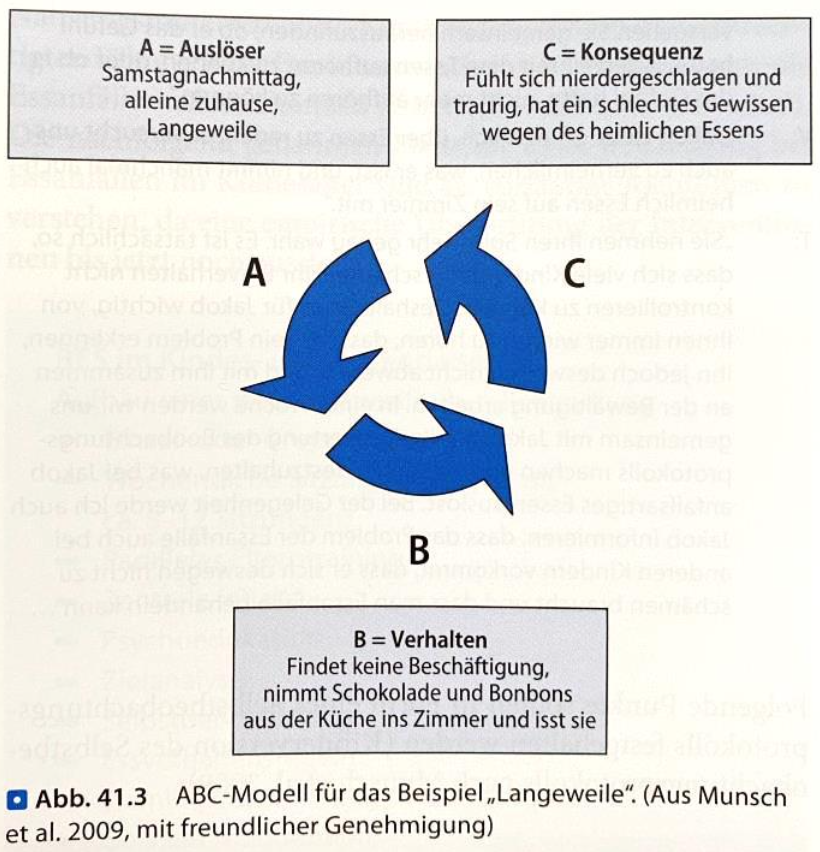 A = Auslöser
Samstagnachmittag,
alleine zuhause,
Langeweile
C = Konsequenz
Fühlt sich nierdergeschlagen und
traurig, hat ein schlechtes Gewissen
wegen des heimlichen Essens
A
C
B
B = Verhalten
Findet keine Beschäftigung,
nimmt Schokolade und Bonbons
aus der Küche ins Zimmer und isst sie
Abb. 41.3 ABC-Modell für das Beispiel „Langeweile“. (Aus Munsch
et al. 2009, mit freundlicher Genehmigung)